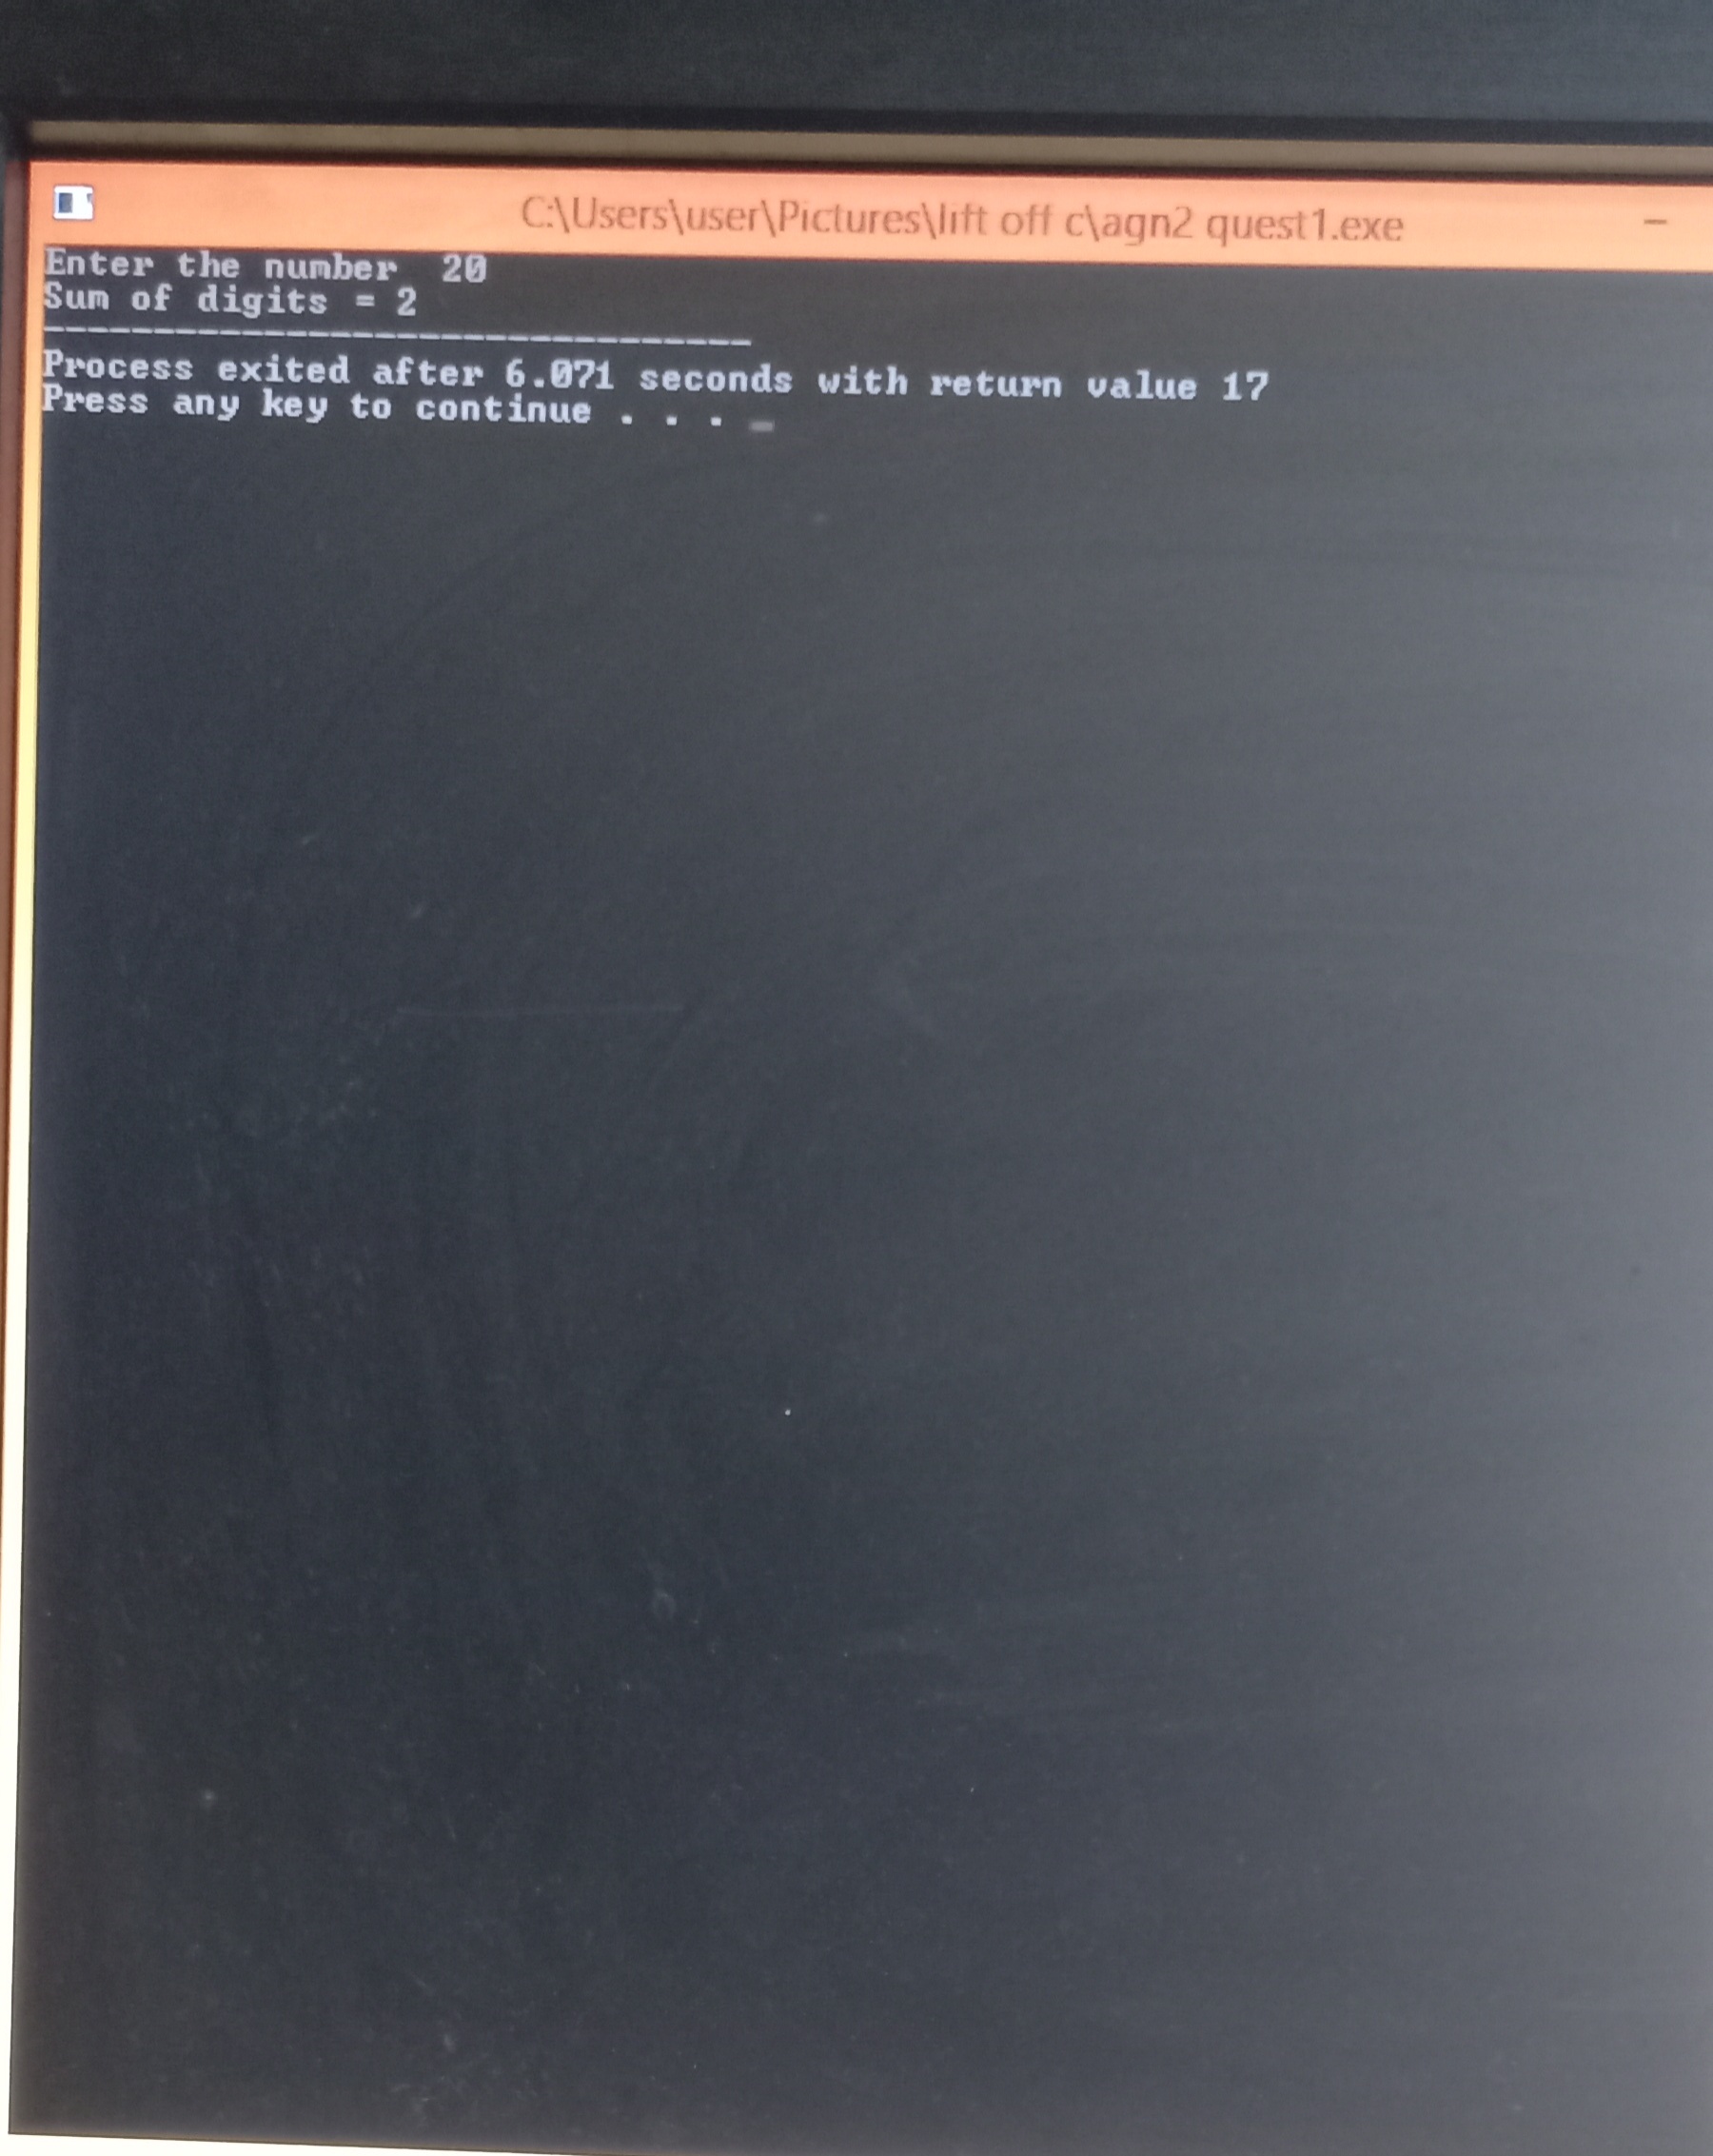 C:\Users\user\Pictures\lift off c\agn2 quest1.exe
Enter the number  20
Sum of digits = 2
--------------------------------
Process exited after 6.071 seconds with return value 17
Press any key to continue . . . _